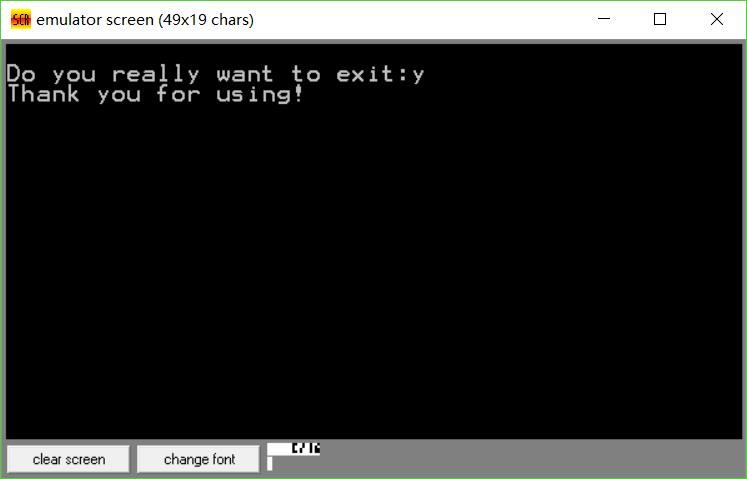 emulator screen (49x19 chars)
Do you really want to exit:y
Thank you for using!
clear screen
change font